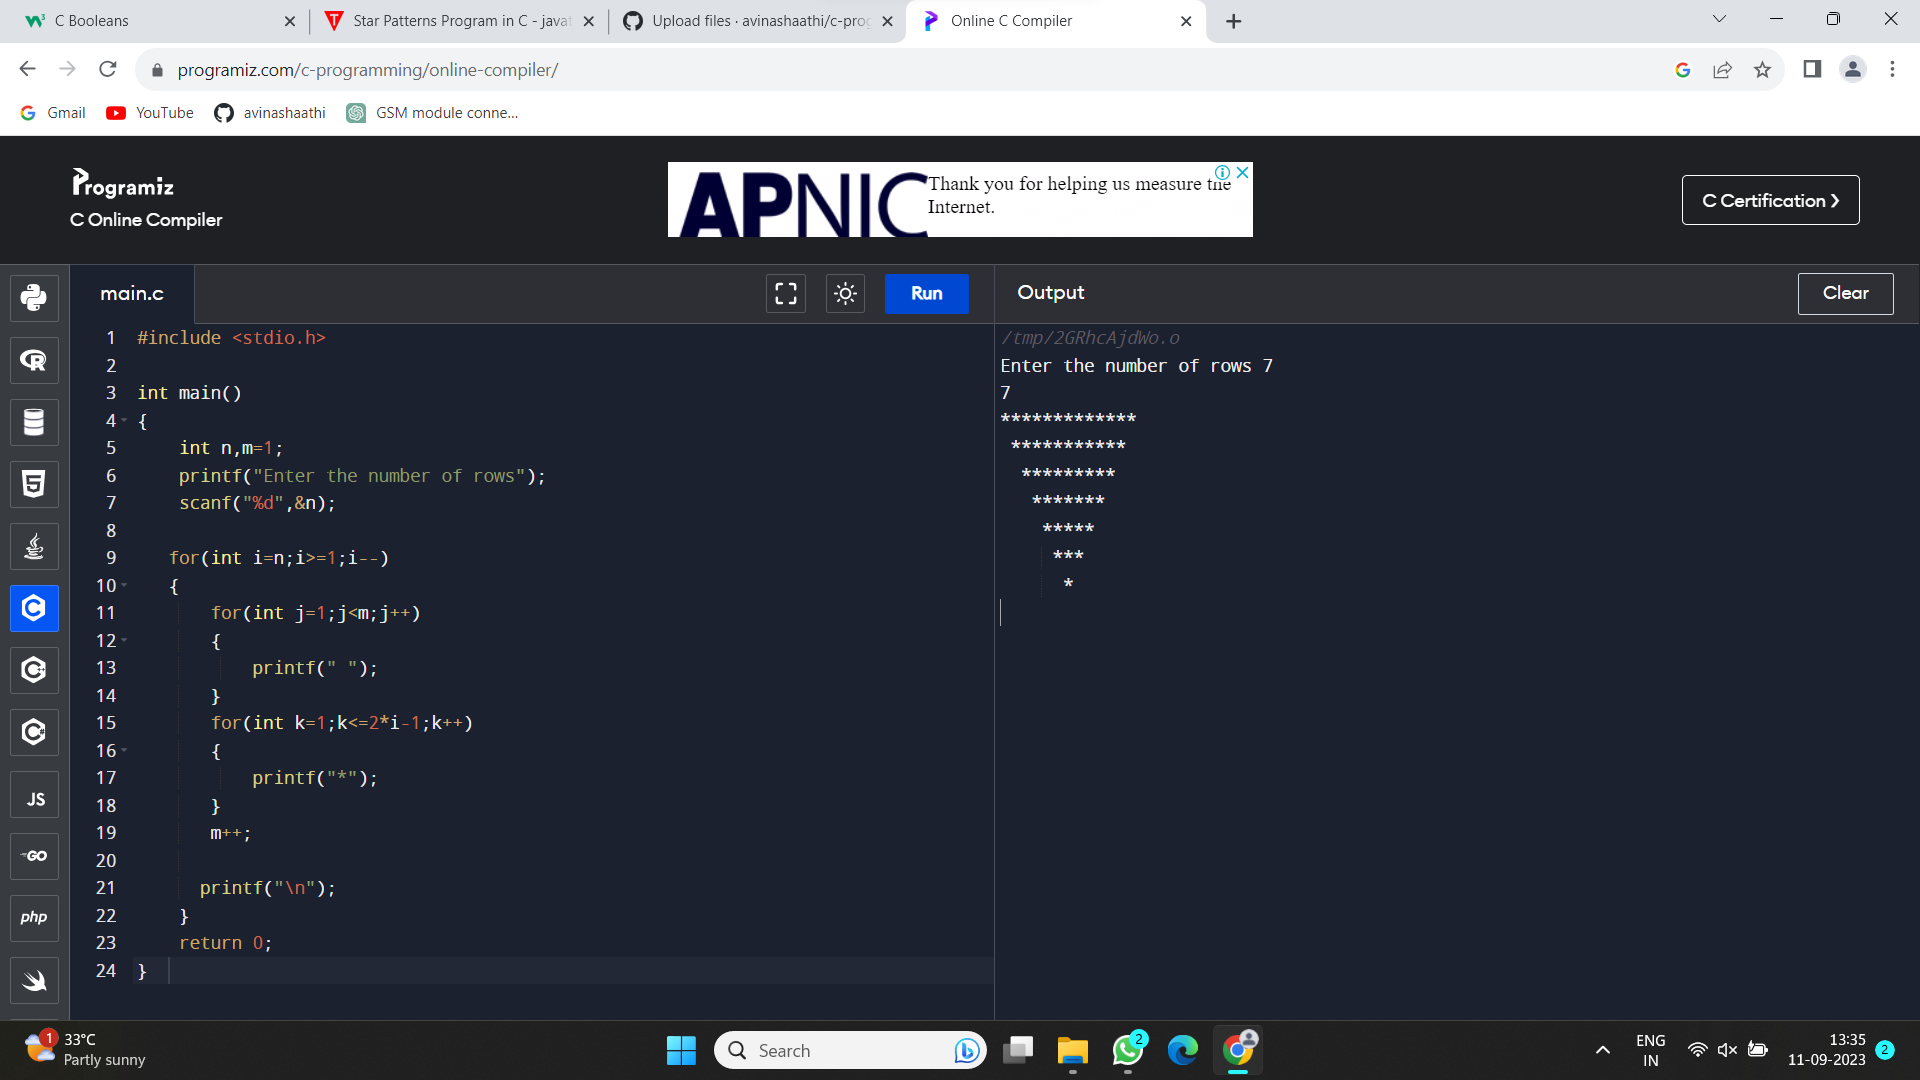 C Booleans
Star Patterns Program in C - javat
Upload files · avinashaathi/c-prog
Online C Compiler
programiz.com/c-programming/online-compiler/
Gmail
YouTube
avinashaathi
GSM module conne...
Programiz
C Online Compiler
APNIC
Thank you for helping us measure the
Internet.
C Certification ❯
main.c
Run
Output
Clear
1 #include <stdio.h>
2
3 int main()
4 {
5     int n,m=1;
6     printf("Enter the number of rows");
7     scanf("%d",&n);
8
9    for(int i=n;i>=1;i--)
10    {
11        for(int j=1;j<m;j++)
12        {
13            printf(" ");
14        }
15        for(int k=1;k<=2*i-1;k++)
16        {
17            printf("*");
18        }
19        m++;
20
21       printf("\n");
22     }
23     return 0;
24 }
/tmp/2GRhcAjdWo.o
Enter the number of rows 7
7
*************
 ***********
  *********
   *******
    *****
     ***
      *
R
5
C
C++
C#
JS
GO
php
1
33°C
Partly sunny
Search
2
ENG
IN
13:35
11-09-2023
2